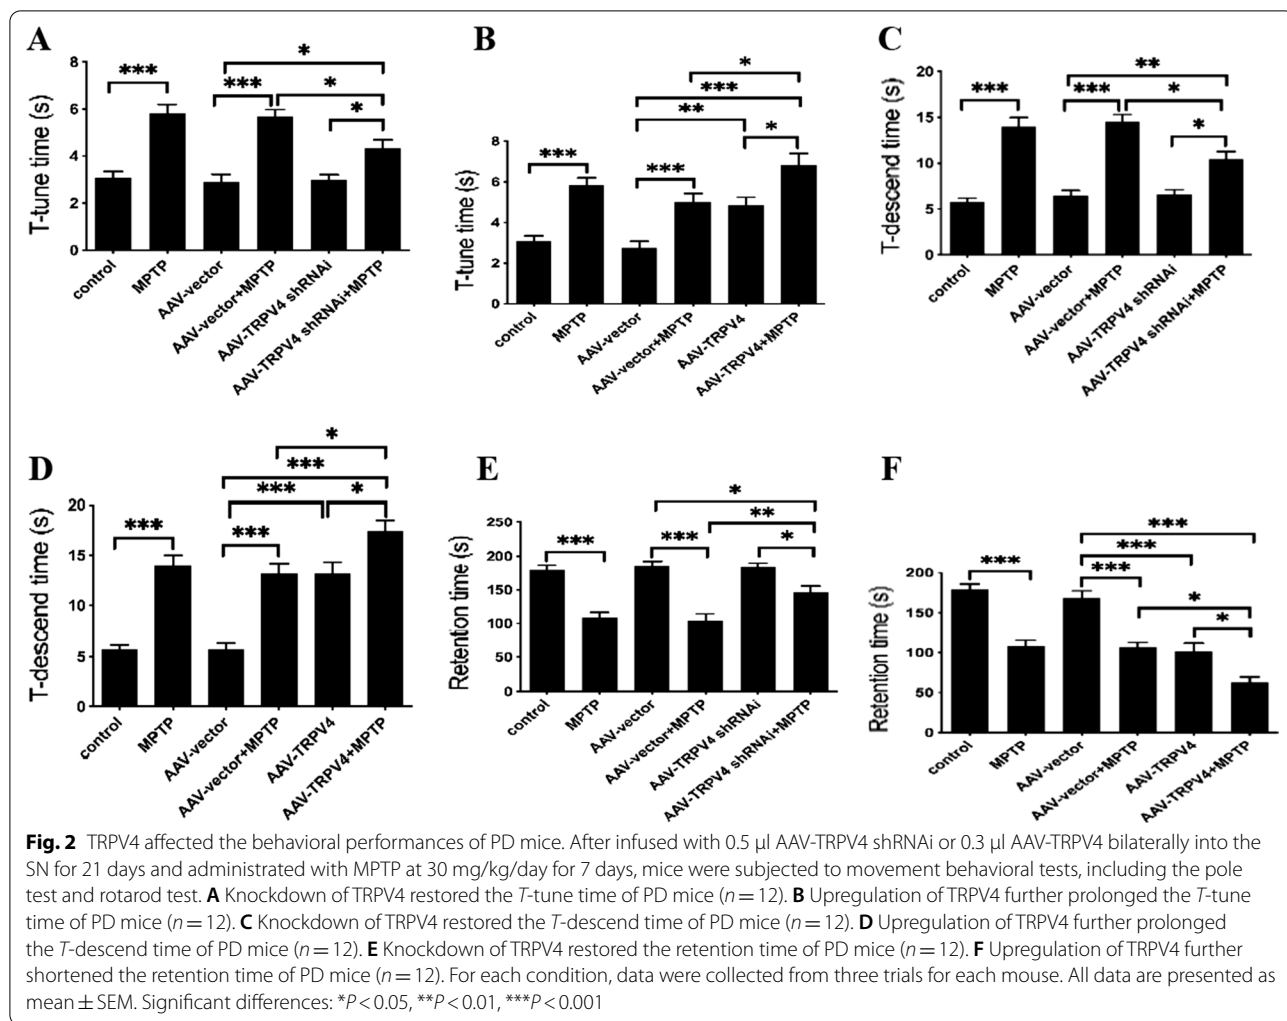 A
T-tune time (s)
8
6
4
2
0
***
***
*
*
*
control
MPTP
AAV-vector
AAV-vector+MPTP
AAV-TRPV4 shRNAi
AAV-TRPV4 shRNAi+MPTP
B
T-tune time (s)
8
6
4
2
0
***
***
**
***
*
*
control
MPTP
AAV-vector
AAV-vector+MPTP
AAV-TRPV4
AAV-TRPV4+MPTP
C
T-descend time (s)
20
15
10
5
0
***
***
**
*
*
control
MPTP
AAV-vector
AAV-vector+MPTP
AAV-TRPV4 shRNAi
AAV-TRPV4 shRNAi+MPTP
D
T-descend time (s)
20
15
10
5
0
***
***
***
***
*
*
control
MPTP
AAV-vector
AAV-vector+MPTP
AAV-TRPV4
AAV-TRPV4+MPTP
E
Retention time (s)
250
200
150
100
50
0
***
***
*
**
*
control
MPTP
AAV-vector
AAV-vector+MPTP
AAV-TRPV4 shRNAi
AAV-TRPV4 shRNAi+MPTP
F
Retention time (s)
200
150
100
50
0
***
***
***
***
*
*
control
MPTP
AAV-vector
AAV-vector+MPTP
AAV-TRPV4
AAV-TRPV4+MPTP
Fig. 2 TRPV4 affected the behavioral performances of PD mice. After infused with 0.5 µl AAV-TRPV4 shRNAi or 0.3 µl AAV-TRPV4 bilaterally into the
SN for 21 days and administrated with MPTP at 30 mg/kg/day for 7 days, mice were subjected to movement behavioral tests, including the pole
test and rotarod test. A Knockdown of TRPV4 restored the T-tune time of PD mice (n = 12). B Upregulation of TRPV4 further prolonged the T-tune
time of PD mice (n = 12). C Knockdown of TRPV4 restored the T-descend time of PD mice (n = 12). D Upregulation of TRPV4 further prolonged
the T-descend time of PD mice (n = 12). E Knockdown of TRPV4 restored the retention time of PD mice (n = 12). F Upregulation of TRPV4 further
shortened the retention time of PD mice (n = 12). For each condition, data were collected from three trials for each mouse. All data are presented as
mean ± SEM. Significant differences: *P < 0.05, **P < 0.01, ***P < 0.001